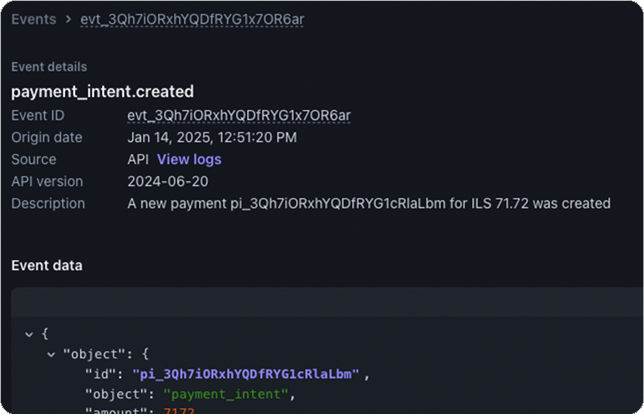 Events > evt_3Qh7iORxhYQDfRYG1x7OR6ar
Event details
payment_intent.created
Event ID evt_3Qh7iORxhYQDfRYG1x7OR6ar
Origin date Jan 14, 2025, 12:51:20 PM
Source API View logs
API version 2024-06-20
Description A new payment pi_3Qh7iORxhYQDfRYG1cRlaLbm for ILS 71.72 was created
Event data
{
"object": {
"id": "pi_3Qh7iORxhYQDfRYG1cRlaLbm",
"object": "payment_intent",
"amount": 7172